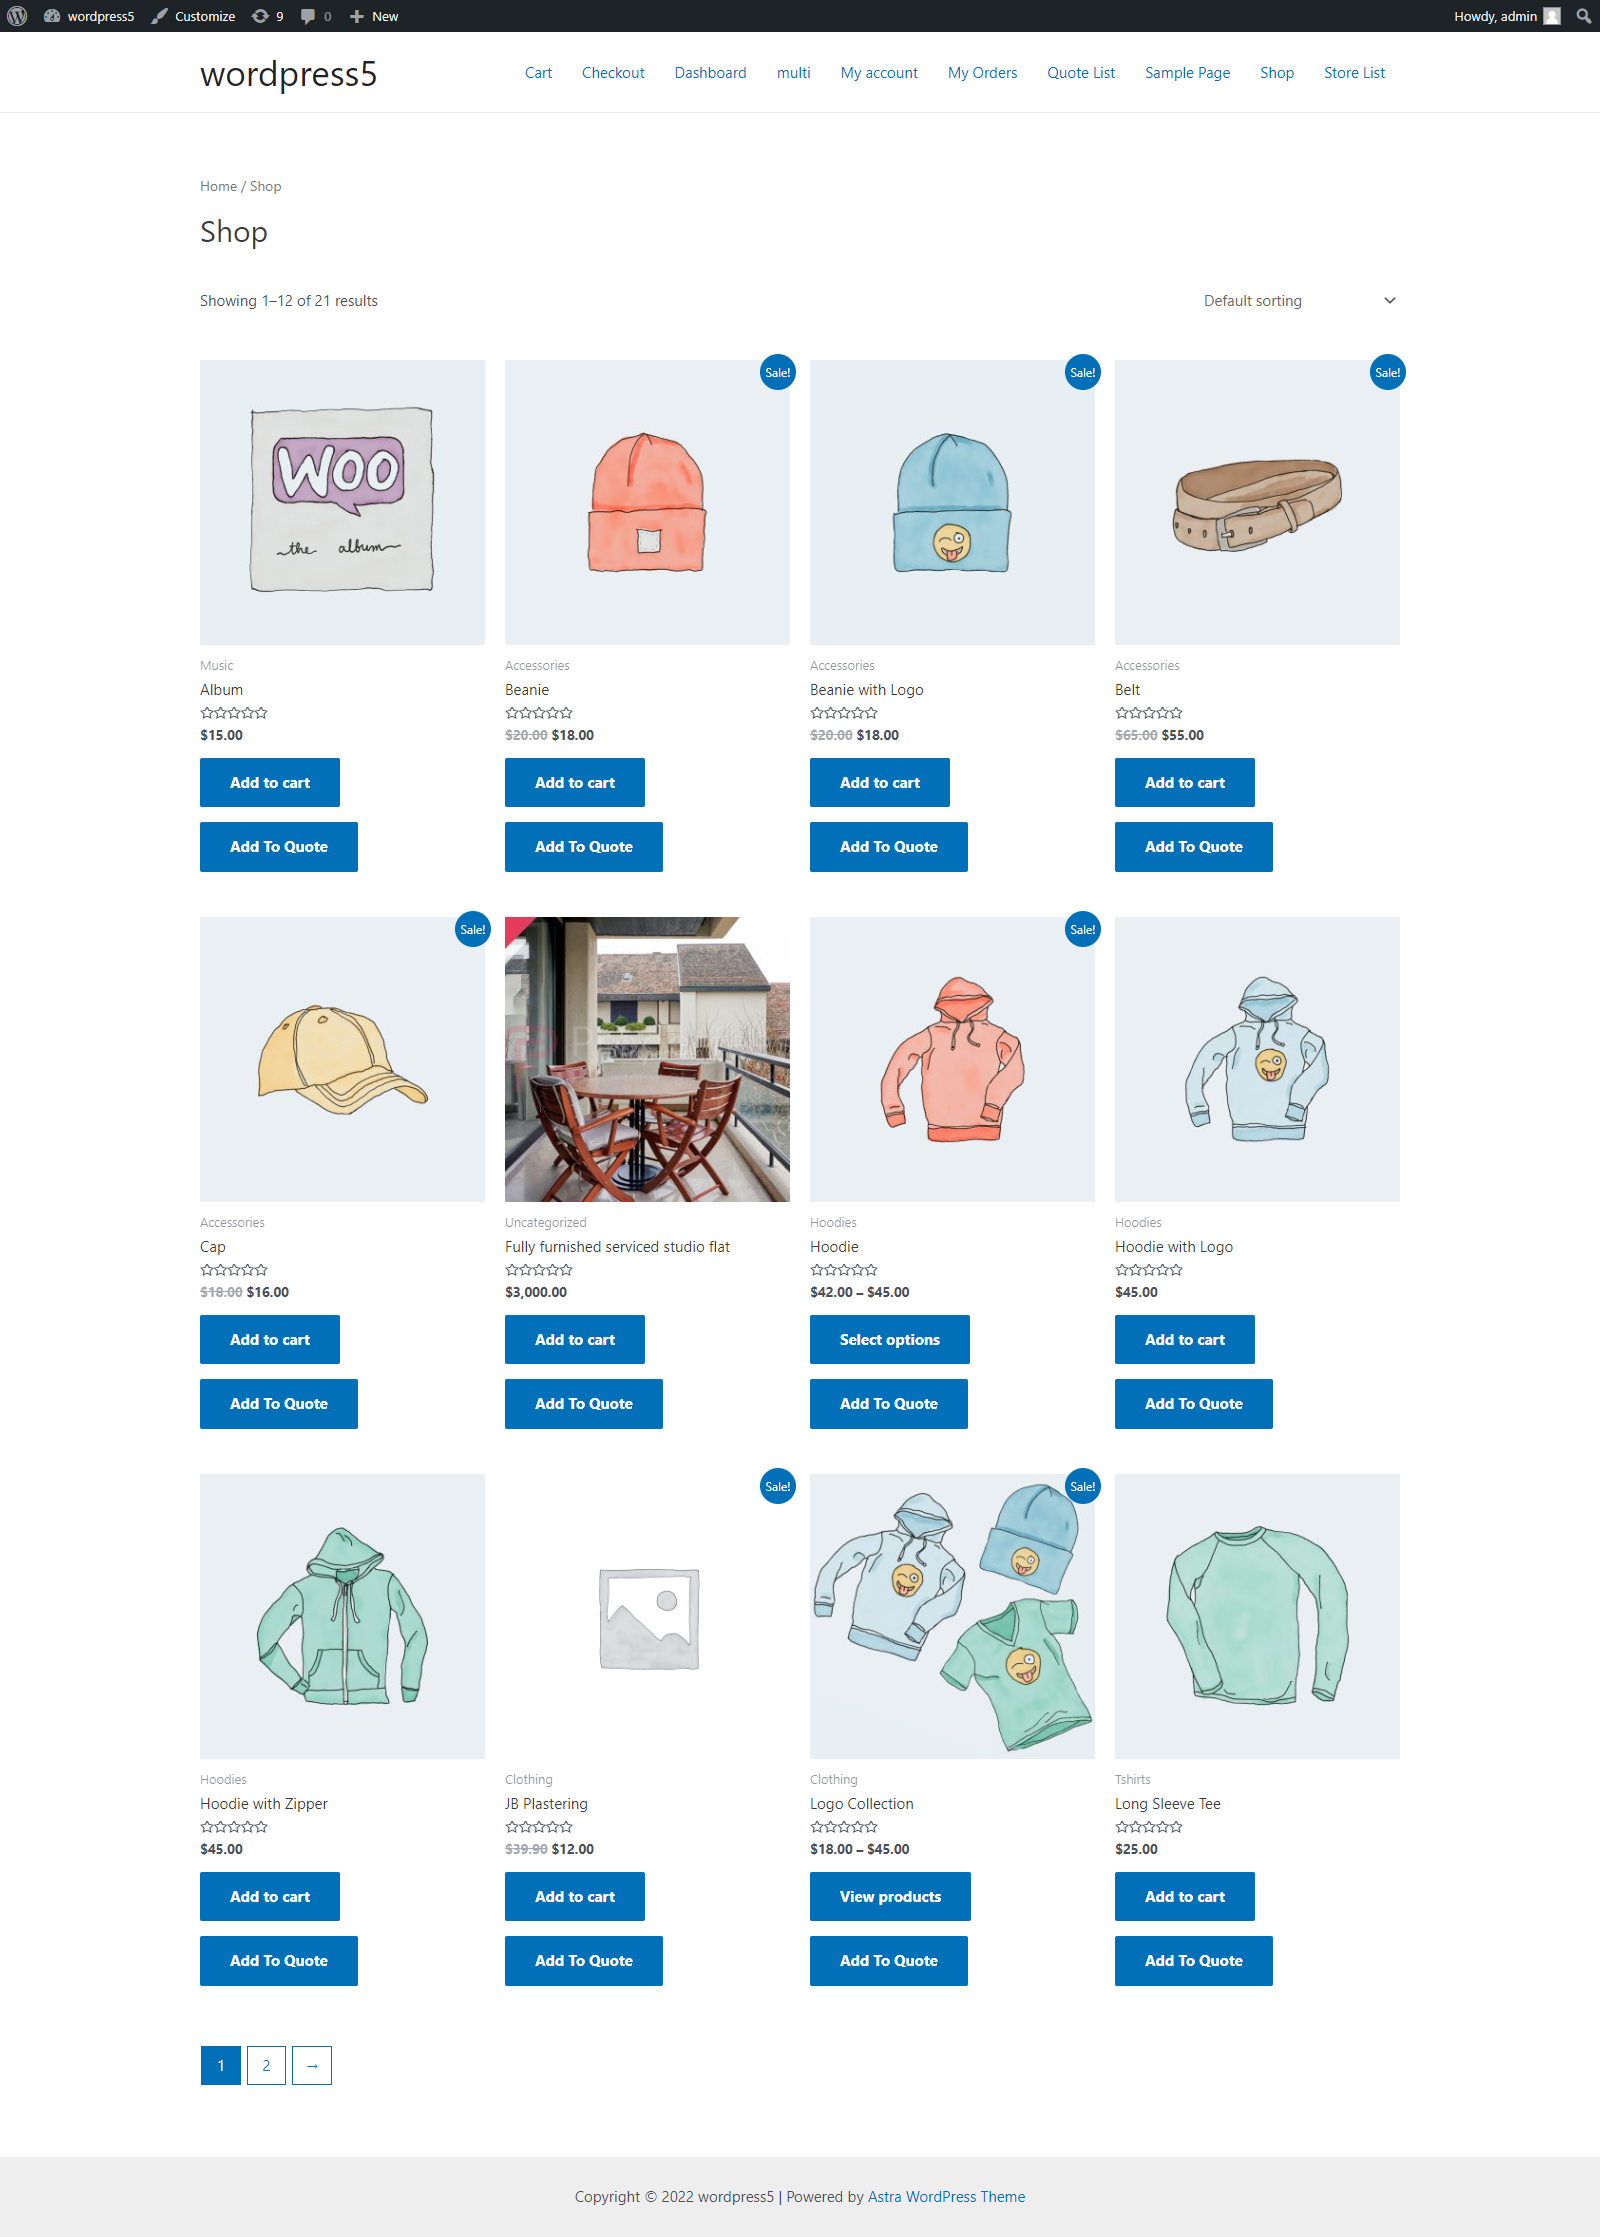 wordpress5 Customize 9 0 New Howdy, admin
wordpress5
Cart Checkout Dashboard multi My account My Orders Quote List Sample Page Shop Store List
Home / Shop
Shop
Showing 1–12 of 21 results Default sorting
Sale! Sale! Sale!
WOO
the album
Music Accessories Accessories Accessories
Album Beanie Beanie with Logo Belt
$15.00 $20.00 $18.00 $20.00 $18.00 $65.00 $55.00
Add to cart Add to cart Add to cart Add to cart
Add To Quote Add To Quote Add To Quote Add To Quote
Sale! Sale!
Accessories Uncategorized Hoodies Hoodies
Cap Fully furnished serviced studio flat Hoodie Hoodie with Logo
$18.00 $16.00 $3,000.00 $42.00 – $45.00 $45.00
Add to cart Add to cart Select options Add to cart
Add To Quote Add To Quote Add To Quote Add To Quote
Sale! Sale!
Hoodies Clothing Clothing Tshirts
Hoodie with Zipper JB Plastering Logo Collection Long Sleeve Tee
$45.00 $39.90 $12.00 $18.00 – $45.00 $25.00
Add to cart Add to cart View products Add to cart
Add To Quote Add To Quote Add To Quote Add To Quote
1 2 →
Copyright © 2022 wordpress5 | Powered by Astra WordPress Theme